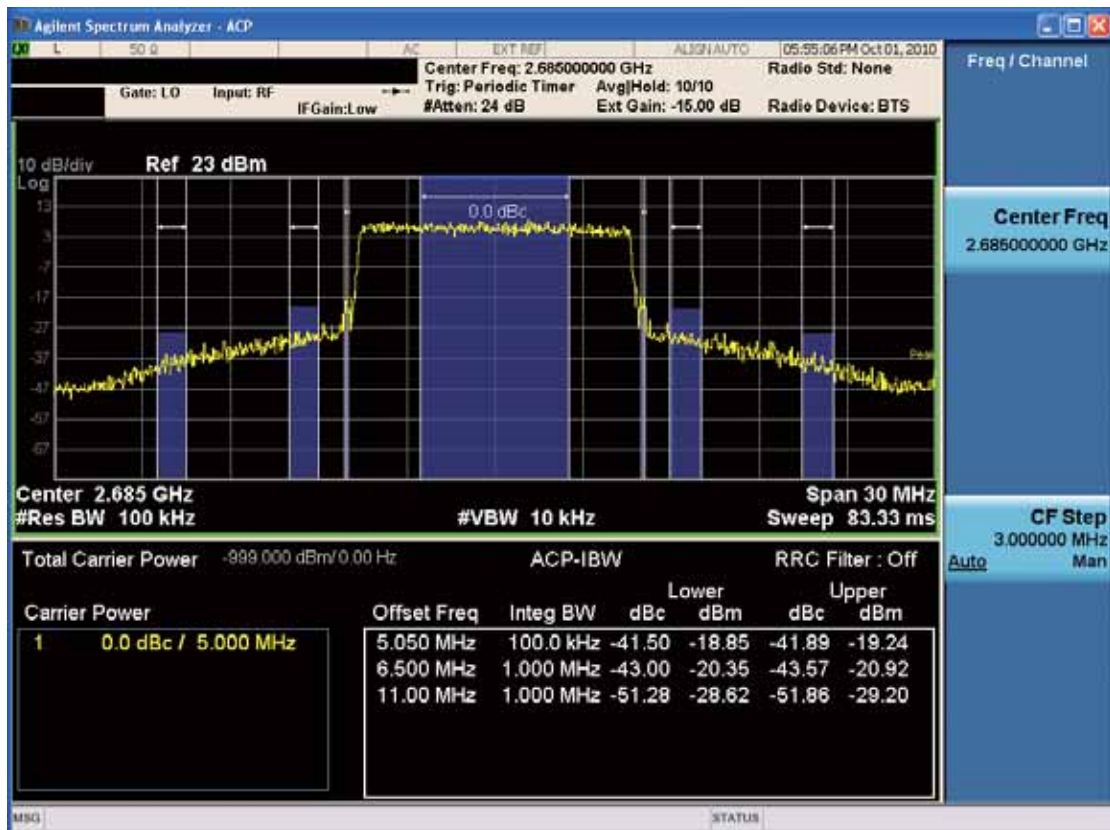 Agilent Spectrum Analyzer - ACP
L 50 Ω AC EXT REF ALIGN AUTO 05:55:06 PM Oct 01, 2010
Center Freq: 2.685000000 GHz Radio Std: None
Gate: LO Input: RF Trig: Periodic Timer Avg|Hold: 10/10
IFGain:Low #Atten: 24 dB Ext Gain: -15.00 dB Radio Device: BTS
Freq / Channel
10 dB/div Ref 23 dBm
Log
13
3
-7
-17
-27
-37
-47
-57
-67
0.0 dBc
Peak
Center 2.685 GHz Span 30 MHz
#Res BW 100 kHz #VBW 10 kHz Sweep 83.33 ms
Center Freq
2.685000000 GHz
CF Step
3.000000 MHz
Auto Man
Total Carrier Power -999.000 dBm/ 0.00 Hz ACP-IBW RRC Filter : Off
Lower Upper
Carrier Power Offset Freq Integ BW dBc dBm dBc dBm
1 0.0 dBc / 5.000 MHz 5.050 MHz 100.0 kHz -41.50 -18.85 -41.89 -19.24
6.500 MHz 1.000 MHz -43.00 -20.35 -43.57 -20.92
11.00 MHz 1.000 MHz -51.28 -28.62 -51.86 -29.20
MSG STATUS